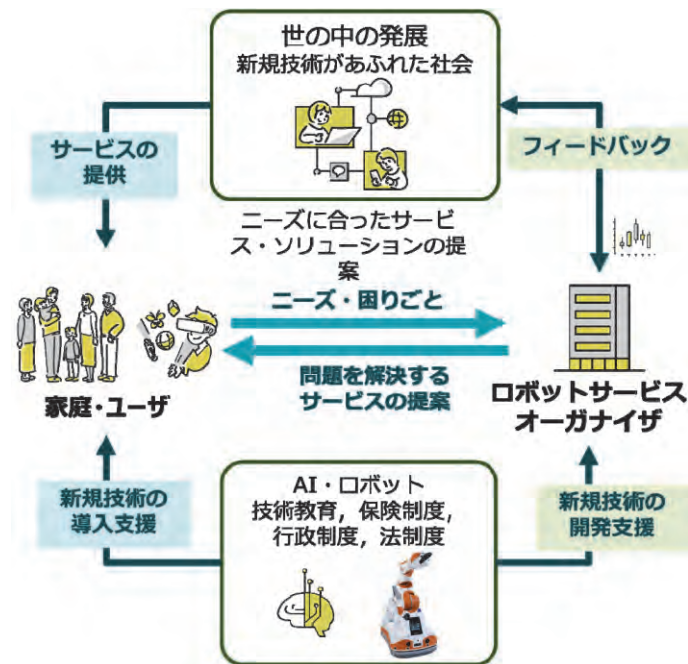 世の中の発展
新規技術があふれた社会
サービスの
提供
フィードバック
ニーズに合ったサービ
ス・ソリューションの提
案
ニーズ・困りごと
問題を解決する
サービスの提案
家庭・ユーザ
ロボットサービス
オーガナイザ
新規技術の
導入支援
AI・ロボット
技術教育，保険制度，
行政制度，法制度
新規技術の
開発支援